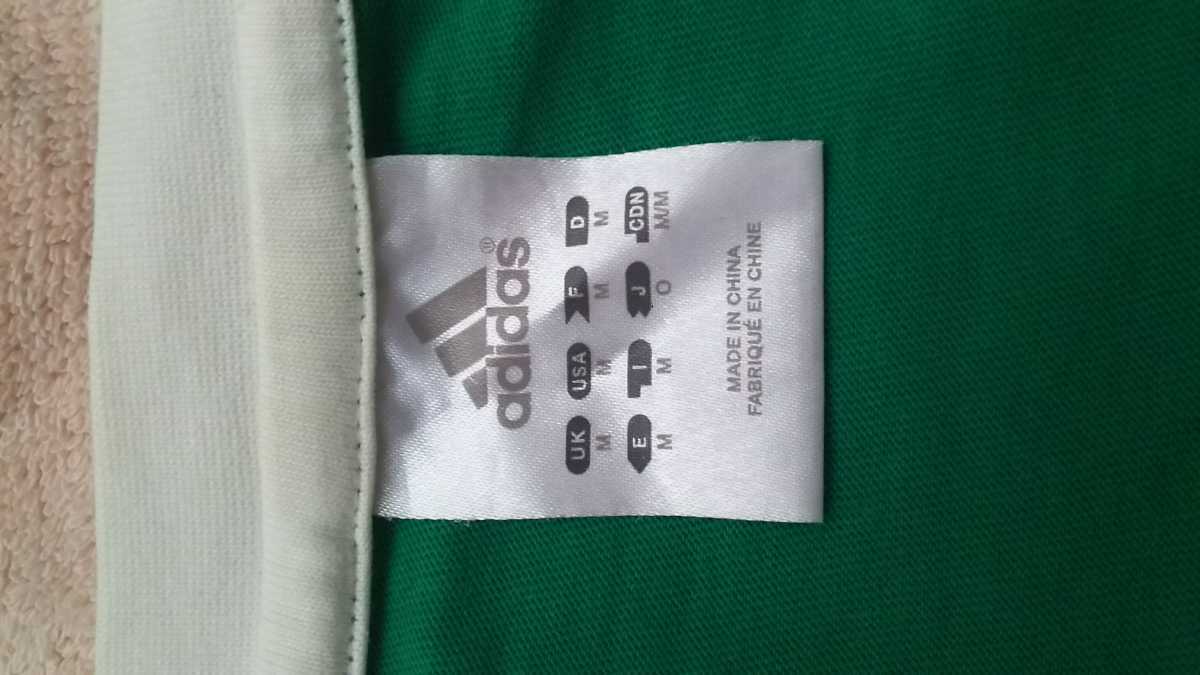 adidas®
UK USA F D
M M M M
E I J CDN
M M O M/M
MADE IN CHINA
FABRIQUÉ EN CHINE